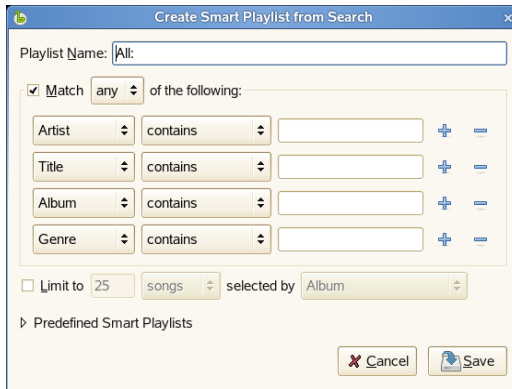 Create Smart Playlist from Search
Playlist Name: All:
Match any of the following:
Artist contains
Title contains
Album contains
Genre contains
Limit to 25 songs selected by Album
Predefined Smart Playlists
Cancel Save